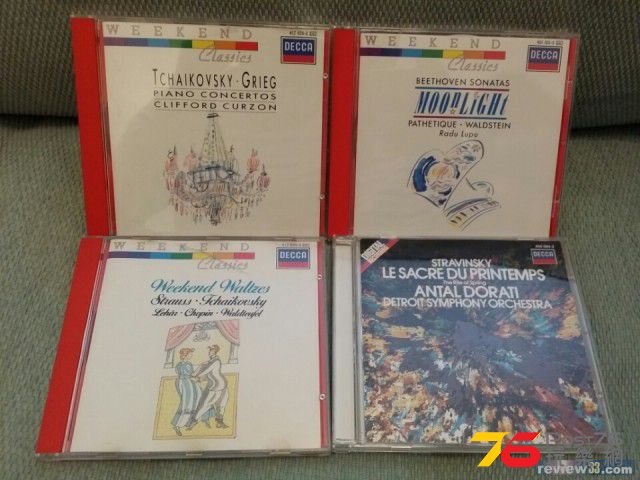 WEEKEND
Classics
DECCA
TCHAIKOVSKY · GRIEG
PIANO CONCERTOS
CLIFFORD CURZON
WEEKEND
Classics
DECCA
BEETHOVEN SONATAS
MOONLIGHT
PATHETIQUE · WALDSTEIN
Radu Lupu
WEEKEND
Classics
DECCA
Weekend Waltzes
Strauss · Tchaikovsky
Lehár · Chopin · Waldteufel
DECCA
STRAVINSKY
LE SACRE DU PRINTEMPS
The Rite of Spring
ANTAL DORATI
DETROIT SYMPHONY ORCHESTRA
76
review33.com